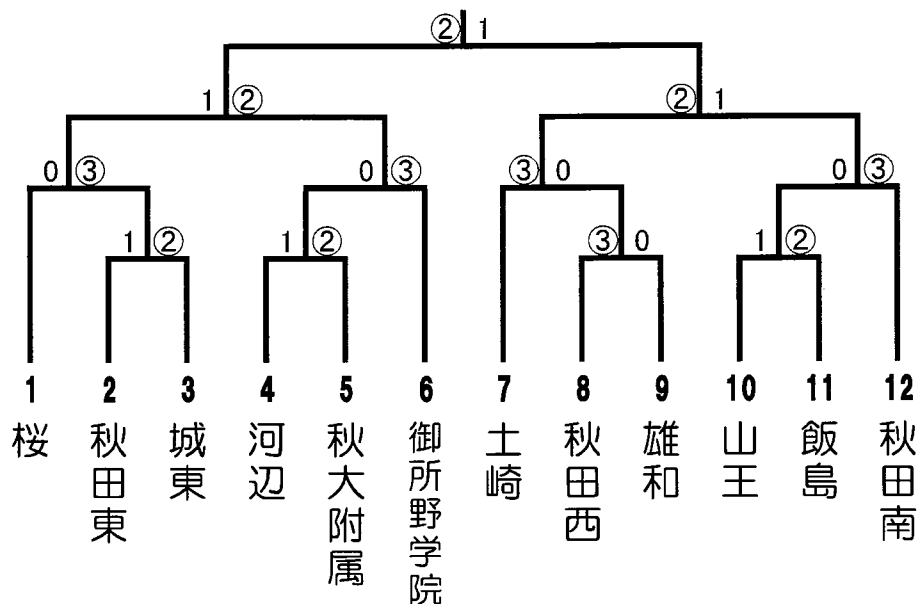 ② 1
1 ② ② 1
0 ③ 0 ③ ③ 0 0 ③
1 ② 1 ② ③ 0 1 ②
1 2 3 4 5 6 7 8 9 10 11 12
桜
秋田東
城東
河辺
秋大附属
御所野学院
土崎
秋田西
雄和
山王
飯島
秋田南